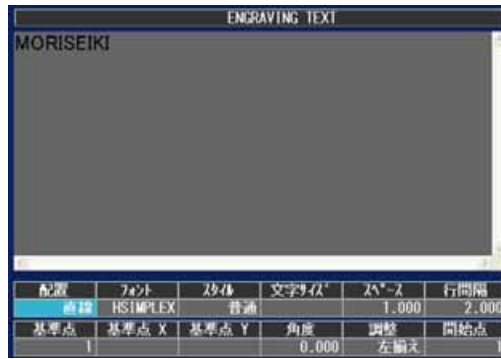 ENGRAVING TEXT
MORISEIKI
配置 フォント スタイル 文字サイズ スペース 行間隔
直線 HSIMPLEX 普通 1.000 2.000
基準点 基準点 X 基準点 Y 角度 調整 開始点
1 0.000 左揃え